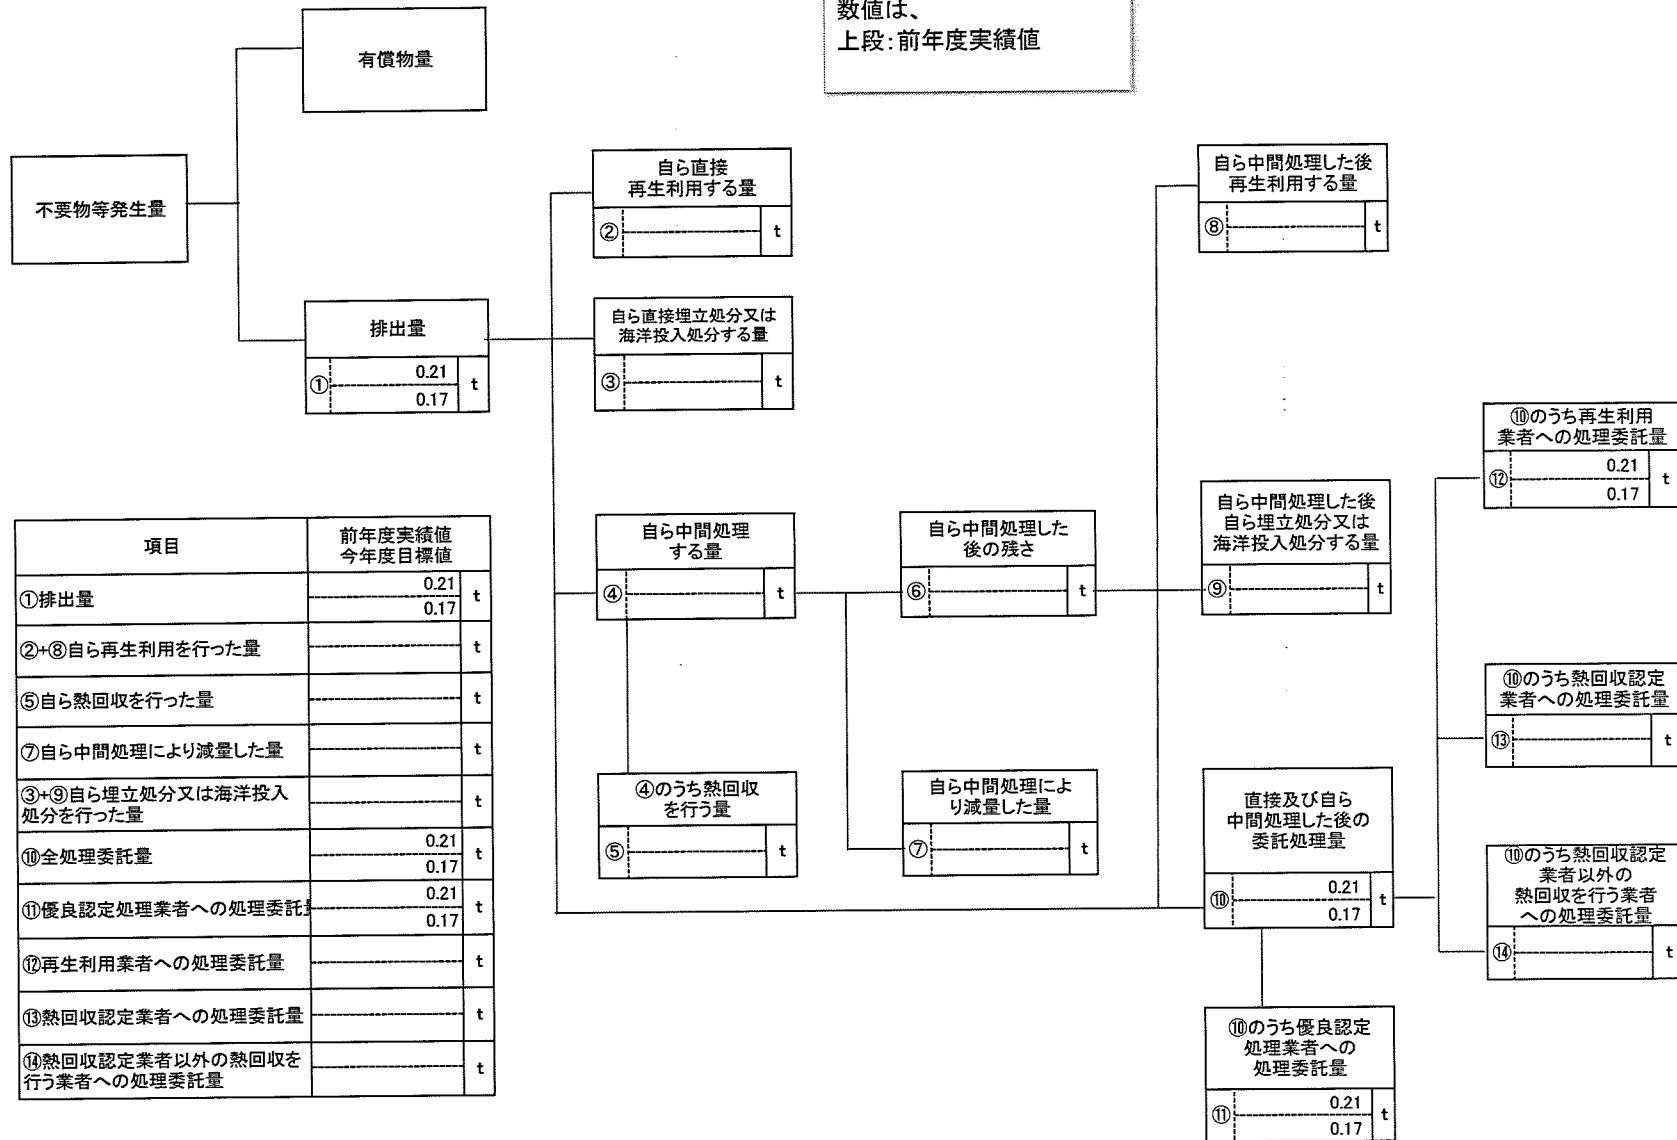 数値は、
上段:前年度実績値
有償物量
不要物等発生量
排出量
① 0.21 t
0.17
自ら直接
再生利用する量
② t
自ら直接埋立処分又は
海洋投入処分する量
③ t
自ら中間処理
する量
④ t
④のうち熱回収
を行う量
⑤ t
自ら中間処理した
後の残さ
⑥ t
自ら中間処理によ
り減量した量
⑦ t
自ら中間処理した後
再生利用する量
⑧ t
自ら中間処理した後
自ら埋立処分又は
海洋投入処分する量
⑨ t
直接及び自ら
中間処理した後の
委託処理量
⑩ 0.21 t
0.17
⑩のうち優良認定
処理業者への
処理委託量
⑪ 0.21 t
0.17
⑩のうち再生利用
業者への処理委託量
⑫ 0.21 t
0.17
⑩のうち熱回収認定
業者への処理委託量
⑬ t
⑩のうち熱回収認定
業者以外の
熱回収を行う業者
への処理委託量
⑭ t
項目 前年度実績値
今年度目標値
①排出量 0.21 t
0.17
②+⑧自ら再生利用を行った量 t
⑤自ら熱回収を行った量 t
⑦自ら中間処理により減量した量 t
③+⑨自ら埋立処分又は海洋投入
処分を行った量 t
⑩全処理委託量 0.21 t
0.17
⑪優良認定処理業者への処理委託 0.21 t
0.17
⑫再生利用業者への処理委託量 t
⑬熱回収認定業者への処理委託量 t
⑭熱回収認定業者以外の熱回収を
行う業者への処理委託量 t